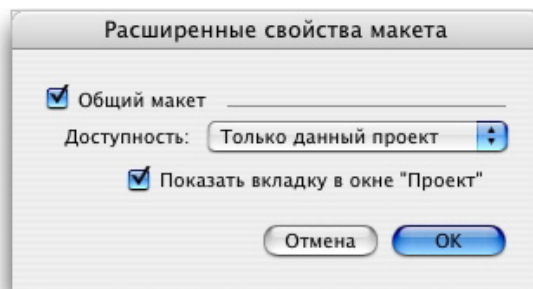 Расширенные свойства макета
Общий макет
Доступность: Только данный проект
Показать вкладку в окне "Проект"
Отмена OK